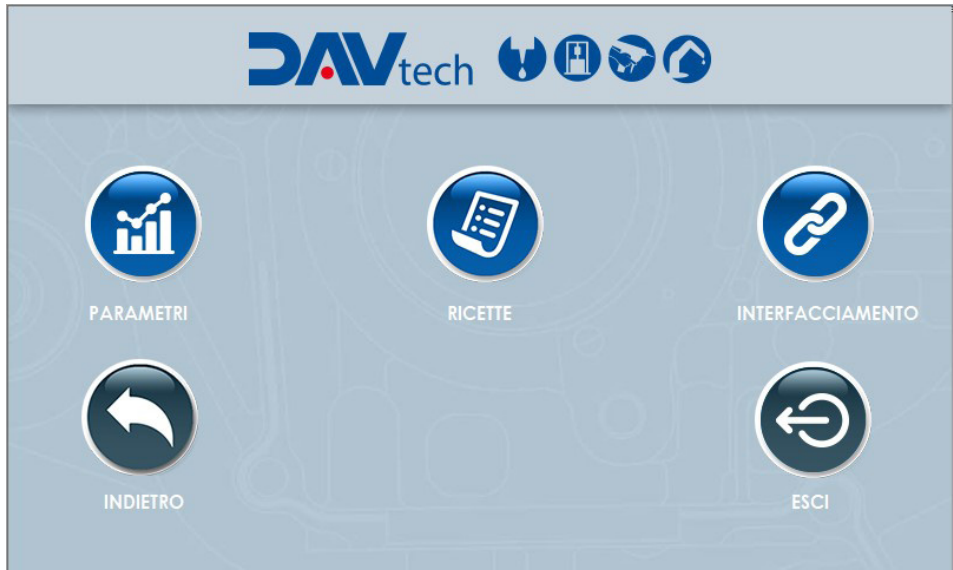 DAVtech
PARAMETRI
RICETTE
INTERFACCIAMENTO
INDIETRO
ESCI